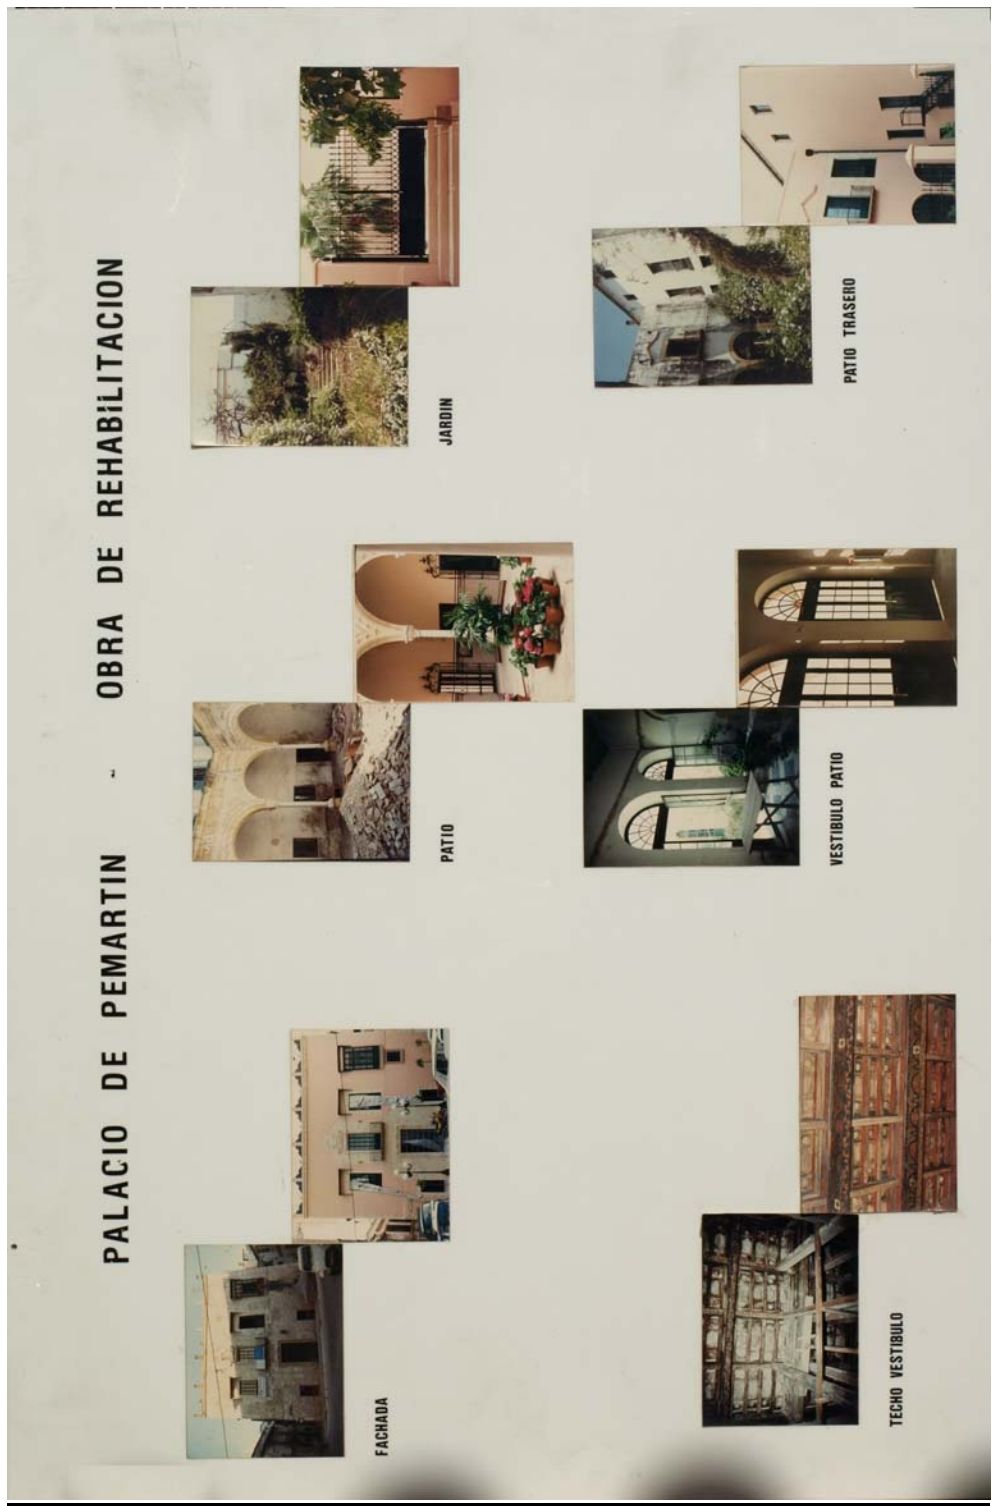 PALACIO DE PEMARTIN - OBRA DE REHABILITACION
FACHADA
PATIO
JARDIN
TECHO VESTIBULO
VESTIBULO PATIO
PATIO TRASERO